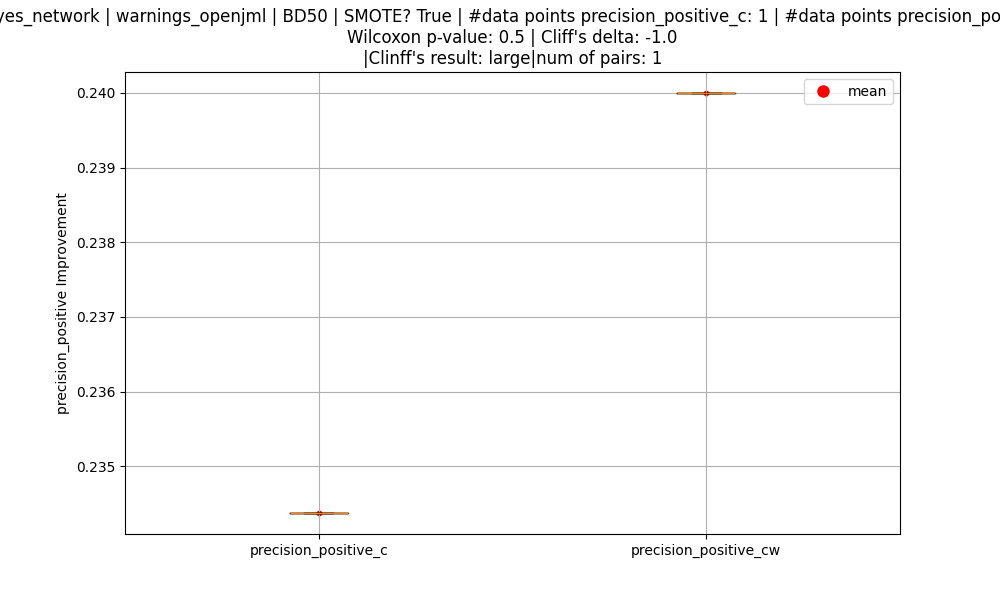 yes_network | warnings_openjml | BD50 | SMOTE? True | #data points precision_positive_c: 1 | #data points precision_po
Wilcoxon p-value: 0.5 | Cliff's delta: -1.0
|Clinff's result: large|num of pairs: 1
mean
0.240
0.239
0.238
0.237
0.236
0.235
precision_positive Improvement
precision_positive_c
precision_positive_cw